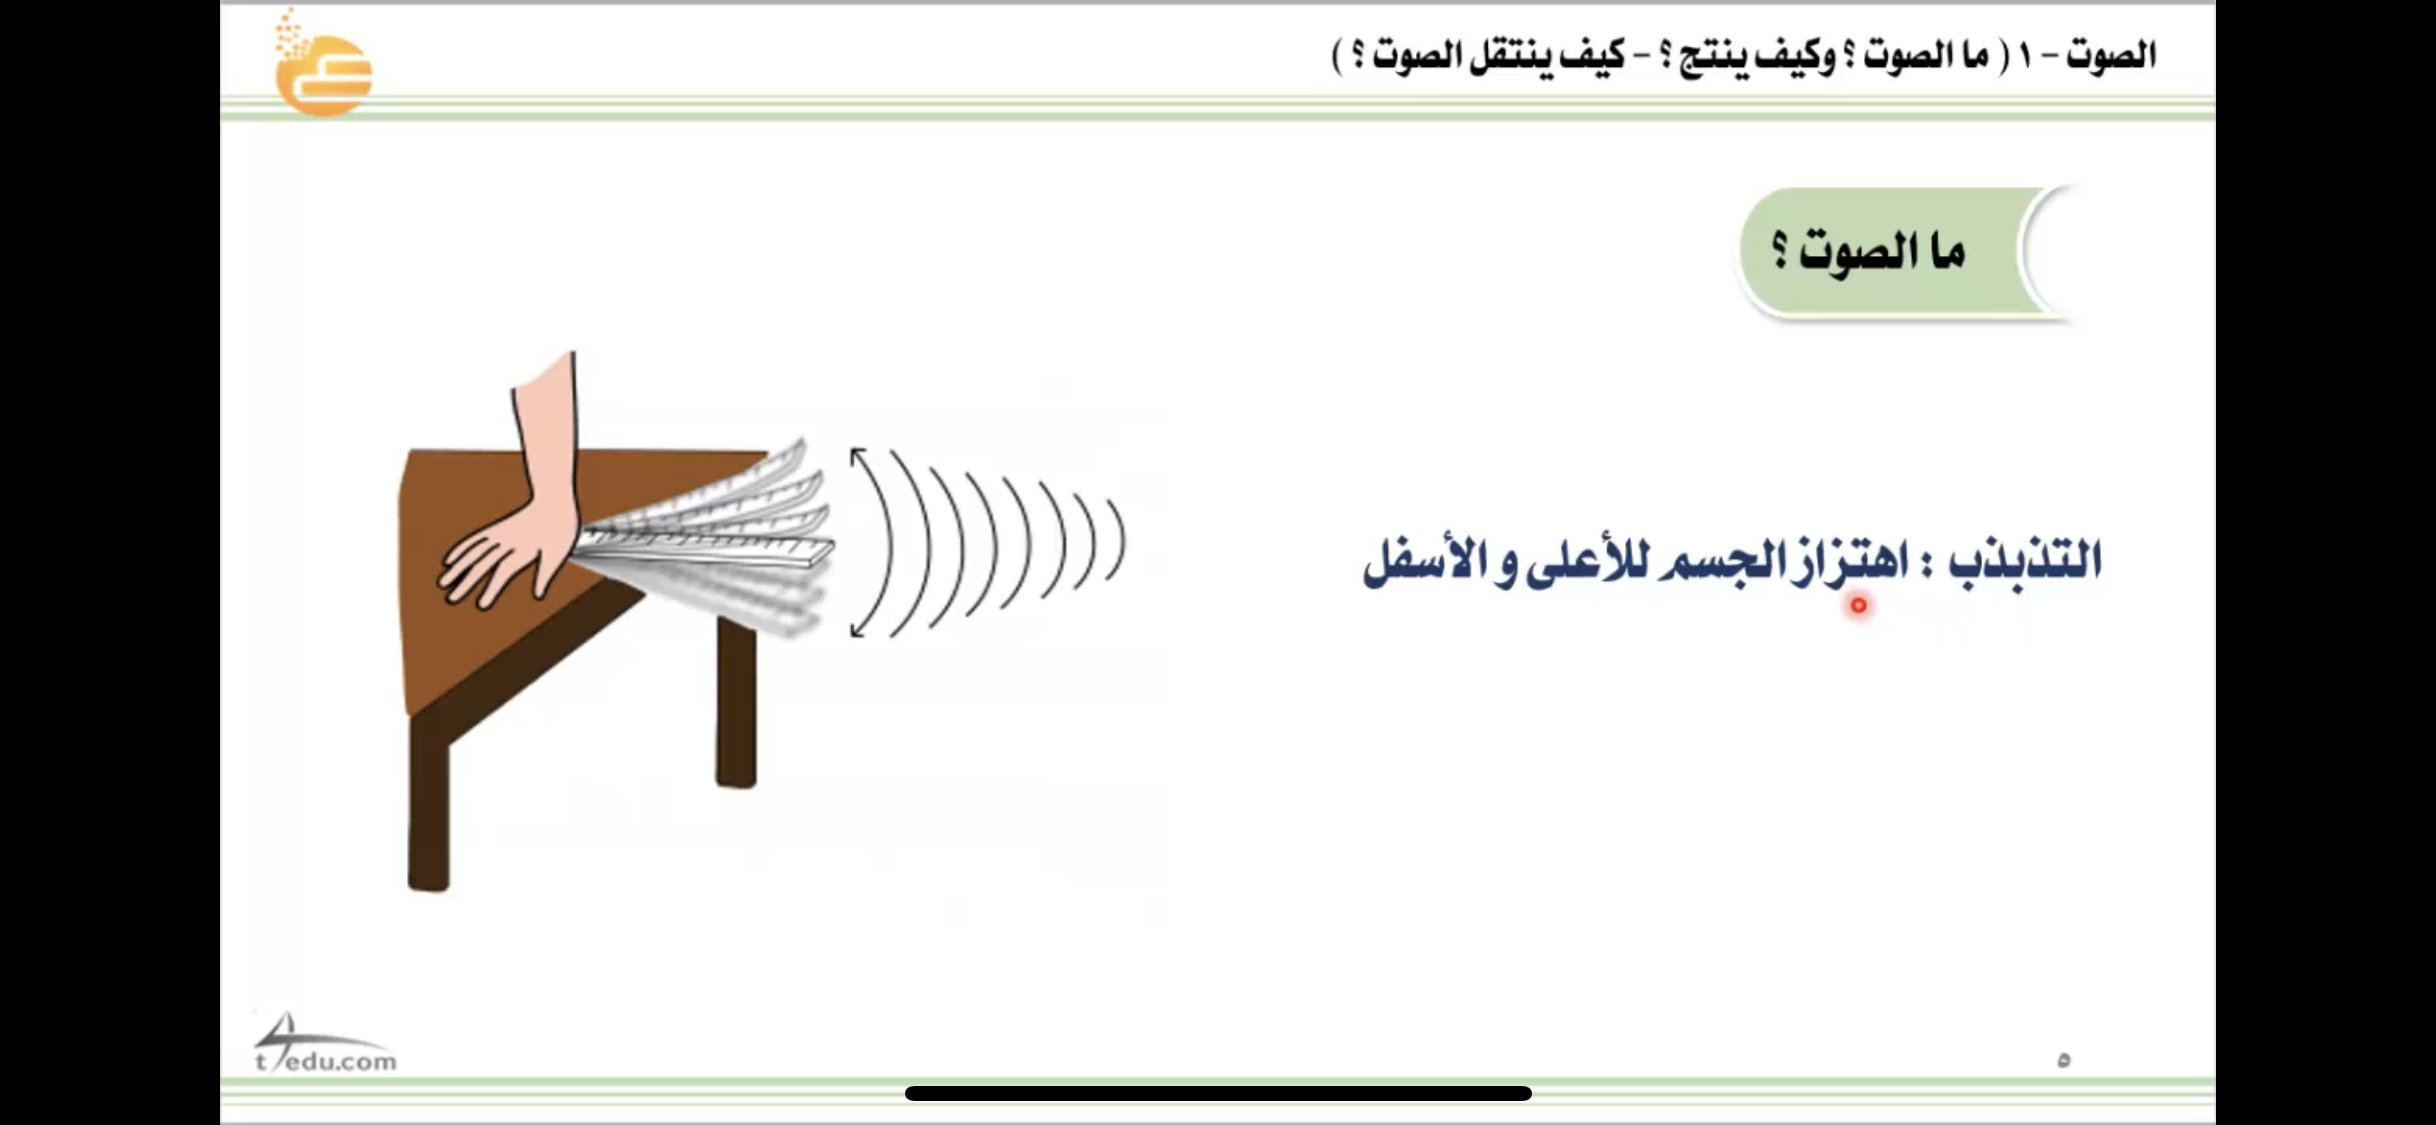 الصوت - ١ ( ما الصوت ؟ وكيف ينتج ؟ - كيف ينتقل الصوت ؟ )
ما الصوت ؟
التذبذب : اهتزاز الجسم للأعلى و الأسفل
t4edu.com
٥